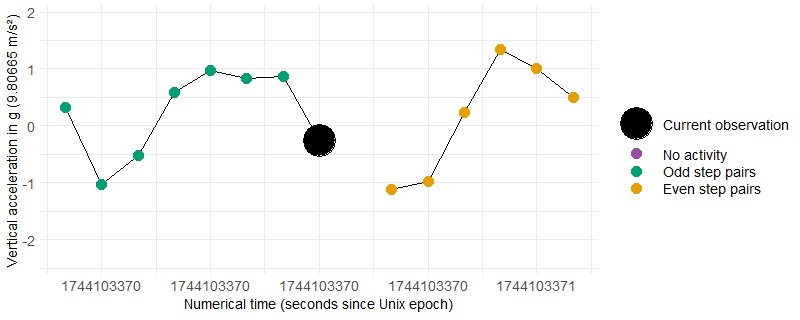 Vertical acceleration in g (9.80665 m/s²)
2
1
0
-1
-2
1744103370
1744103370
1744103370
1744103370
1744103371
Numerical time (seconds since Unix epoch)
Current observation
No activity
Odd step pairs
Even step pairs